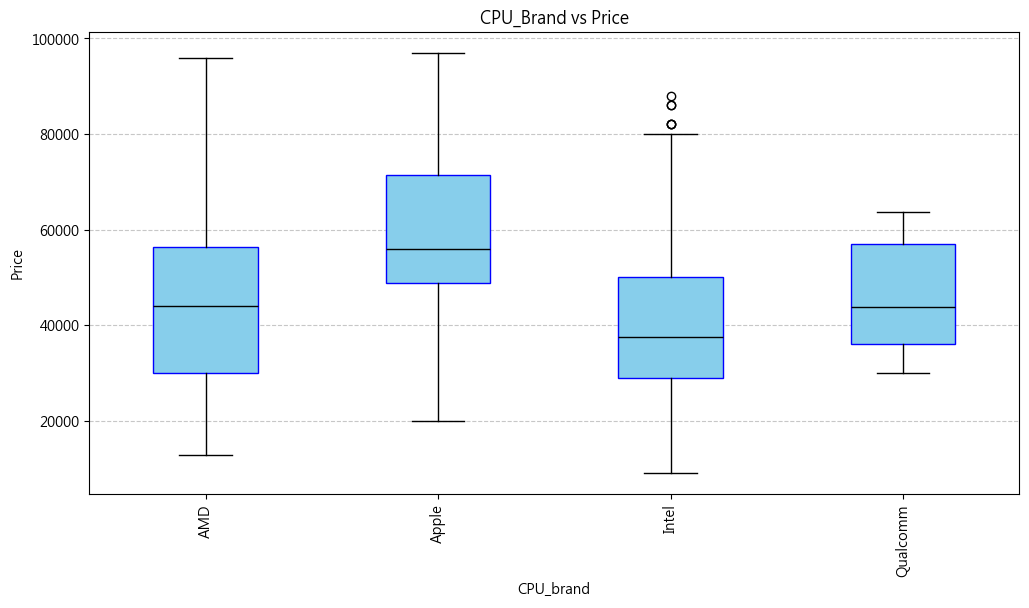 CPU_Brand vs Price
100000
80000
60000
40000
20000
Price
AMD
Apple
Intel
Qualcomm
CPU_brand